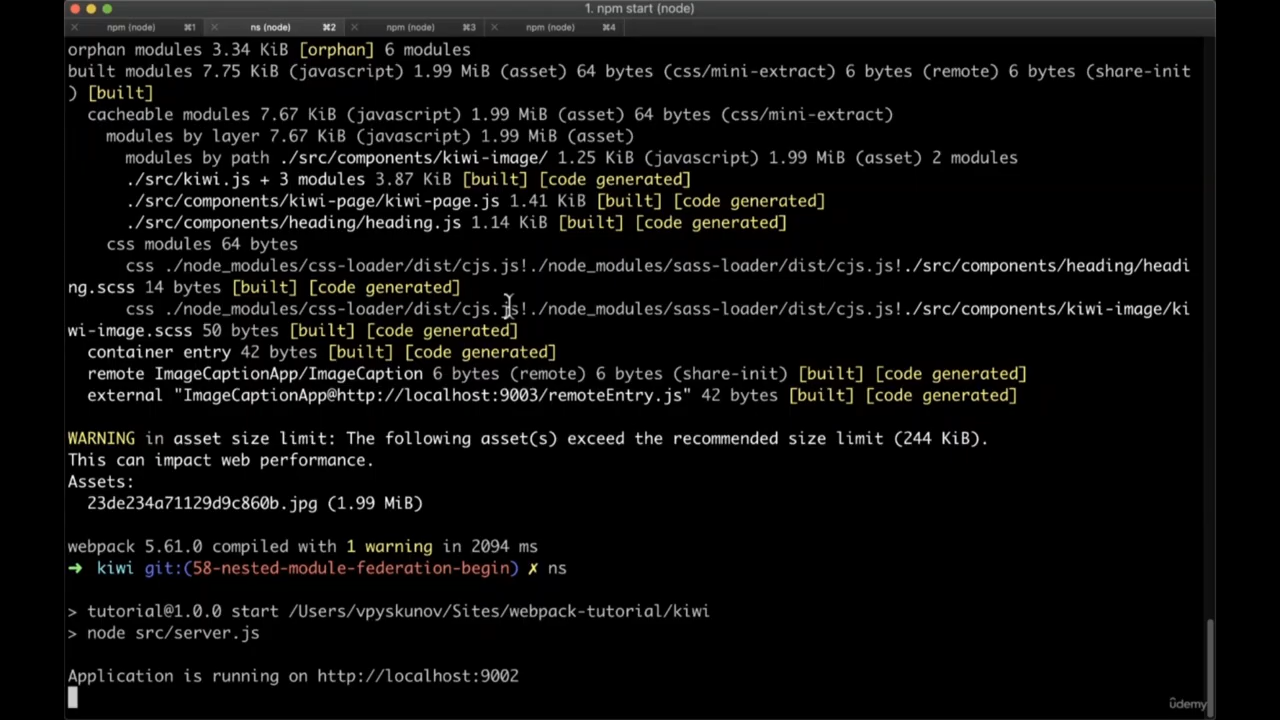 1. npm start (node)
npm (node) ⌘1 ns (node) ⌘2 npm (node) ⌘3 npm (node) ⌘4
orphan modules 3.34 KiB [orphan] 6 modules
built modules 7.75 KiB (javascript) 1.99 MiB (asset) 64 bytes (css/mini-extract) 6 bytes (remote) 6 bytes (share-init
) [built]
cacheable modules 7.67 KiB (javascript) 1.99 MiB (asset) 64 bytes (css/mini-extract)
modules by layer 7.67 KiB (javascript) 1.99 MiB (asset)
modules by path ./src/components/kiwi-image/ 1.25 KiB (javascript) 1.99 MiB (asset) 2 modules
./src/kiwi.js + 3 modules 3.87 KiB [built] [code generated]
./src/components/kiwi-page/kiwi-page.js 1.41 KiB [built] [code generated]
./src/components/heading/heading.js 1.14 KiB [built] [code generated]
css modules 64 bytes
css ./node_modules/css-loader/dist/cjs.js!./node_modules/sass-loader/dist/cjs.js!./src/components/heading/headi
ng.scss 14 bytes [built] [code generated]
css ./node_modules/css-loader/dist/cjs.js!./node_modules/sass-loader/dist/cjs.js!./src/components/kiwi-image/ki
wi-image.scss 50 bytes [built] [code generated]
container entry 42 bytes [built] [code generated]
remote ImageCaptionApp/ImageCaption 6 bytes (remote) 6 bytes (share-init) [built] [code generated]
external "ImageCaptionApp@http://localhost:9003/remoteEntry.js" 42 bytes [built] [code generated]
WARNING in asset size limit: The following asset(s) exceed the recommended size limit (244 KiB).
This can impact web performance.
Assets:
23de234a71129d9c860b.jpg (1.99 MiB)
webpack 5.61.0 compiled with 1 warning in 2094 ms
➜ kiwi git:(58-nested-module-federation-begin) ✗ ns
> tutorial@1.0.0 start /Users/vpyskunov/Sites/webpack-tutorial/kiwi
> node src/server.js
Application is running on http://localhost:9002
ûdemy